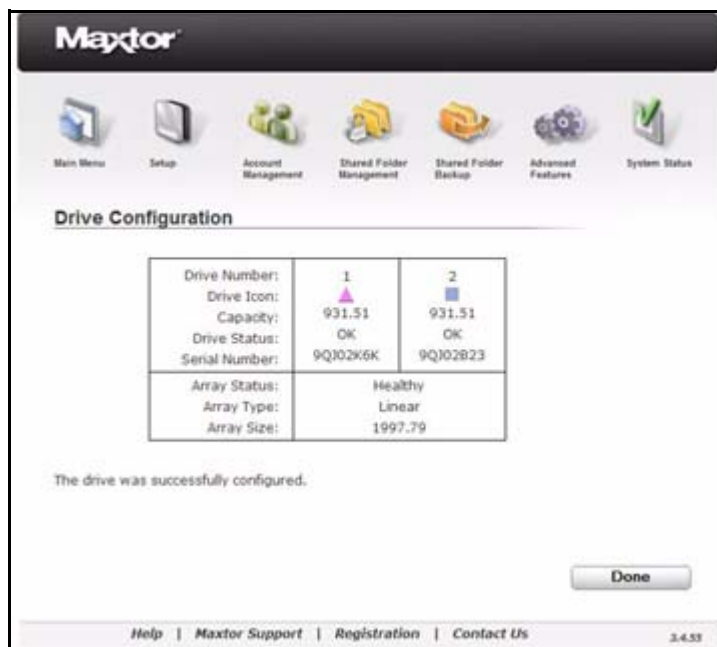 Maxtor
Main Menu
Setup
Account Management
Shared Folder Management
Shared Folder Backup
Advanced Features
System Status
Drive Configuration
Drive Number: 1 2
Drive Icon:
Capacity: 931.51 931.51
Drive Status: OK OK
Serial Number: 9QJ02K6K 9QJ02B23
Array Status: Healthy
Array Type: Linear
Array Size: 1997.79
The drive was successfully configured.
Done
Help | Maxtor Support | Registration | Contact Us